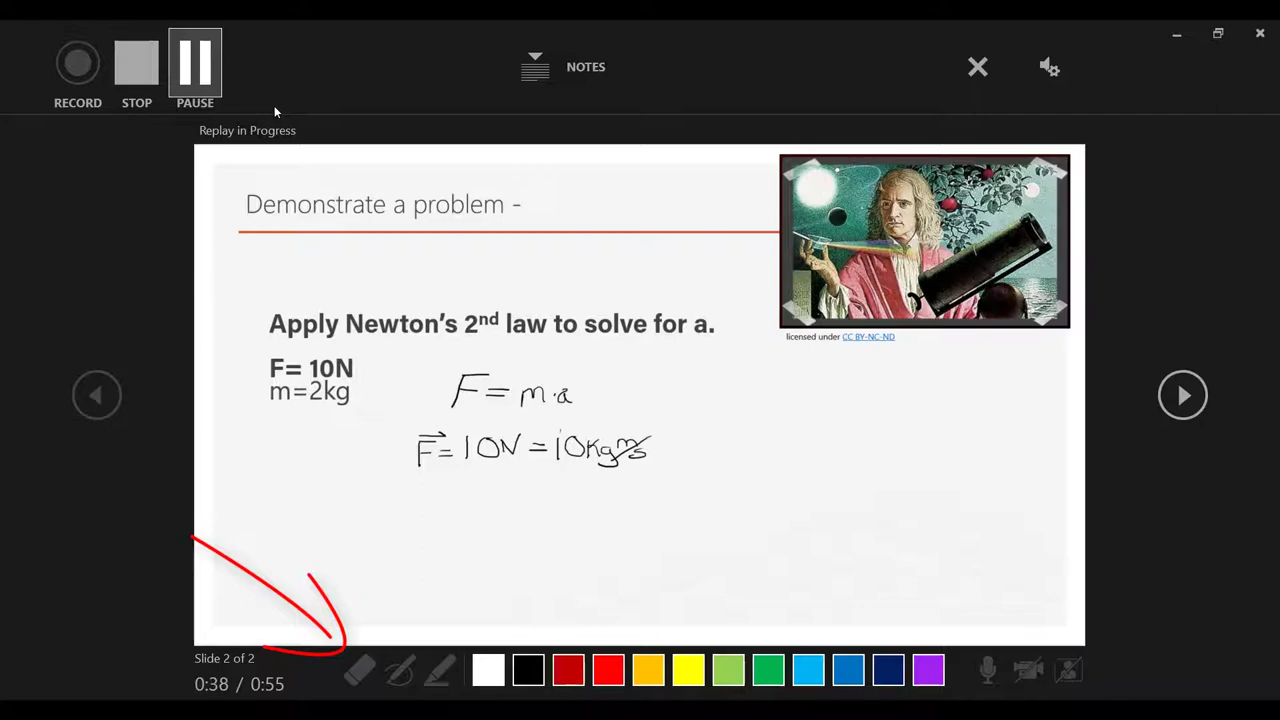 RECORD STOP PAUSE
NOTES
Replay in Progress
Demonstrate a problem -
licensed under CC BY-NC-ND
Apply Newton's 2nd law to solve for a.
F= 10N
m=2kg
F = m·a
F⃗ = 10N = 10Kg m/s
Slide 2 of 2
0:38 / 0:55